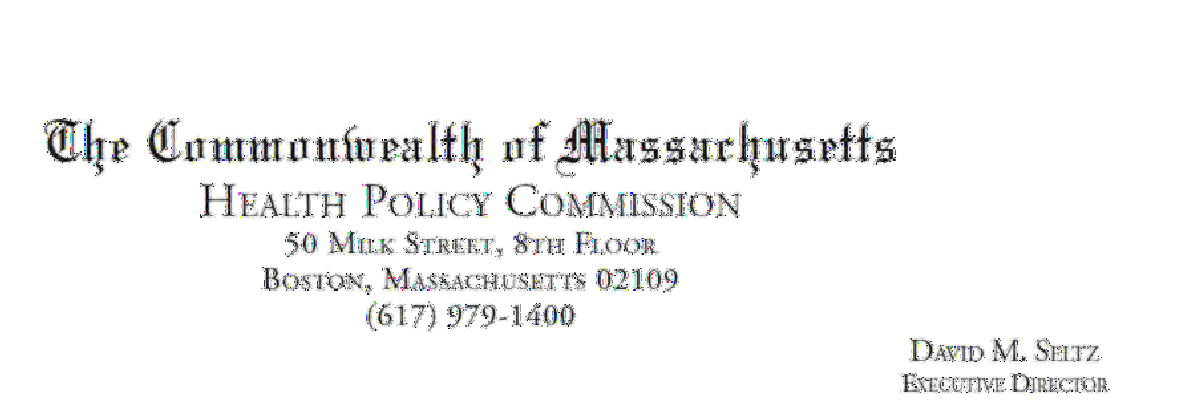 The Commonwealth of Massachusetts
HEALTH POLICY COMMISSION
50 MILK STREET, 8TH FLOOR
BOSTON, MASSACHUSETTS 02109
(617) 979-1400
DAVID M. SELTZ
EXECUTIVE DIRECTOR